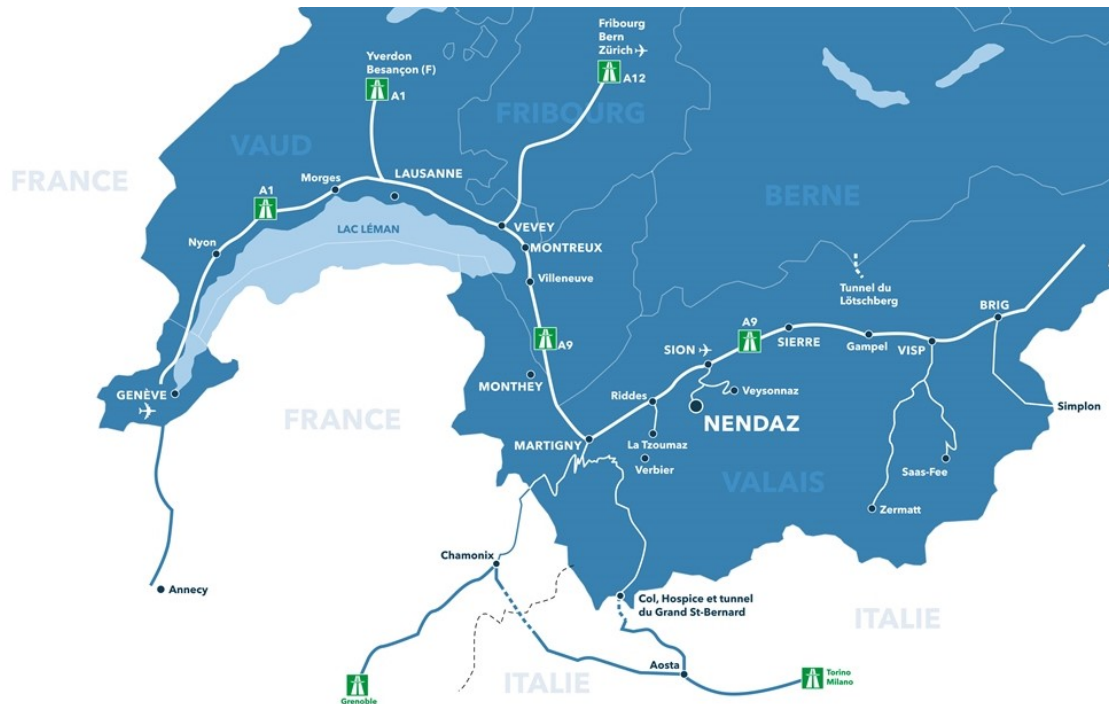 Yverdon
Besançon (F)
A1
Fribourg
Bern
Zürich
A12
FRIBOURG
VAUD
FRANCE
LAUSANNE
Morges
A1
BERNE
LAC LÉMAN
VEVEY
Nyon
MONTREUX
Villeneuve
Tunnel du
Lötschberg
BRIG
A9
A9
SIERRE
Gampel
VISP
SION
MONTHEY
Veysonnaz
GENÈVE
Riddes
Simplon
FRANCE
NENDAZ
MARTIGNY
La Tzoumaz
Verbier
Saas-Fee
VALAIS
Zermatt
Chamonix
Annecy
Col, Hospice et tunnel
du Grand St-Bernard
ITALIE
Aosta
ITALIE
Torino
Milano
Grenoble